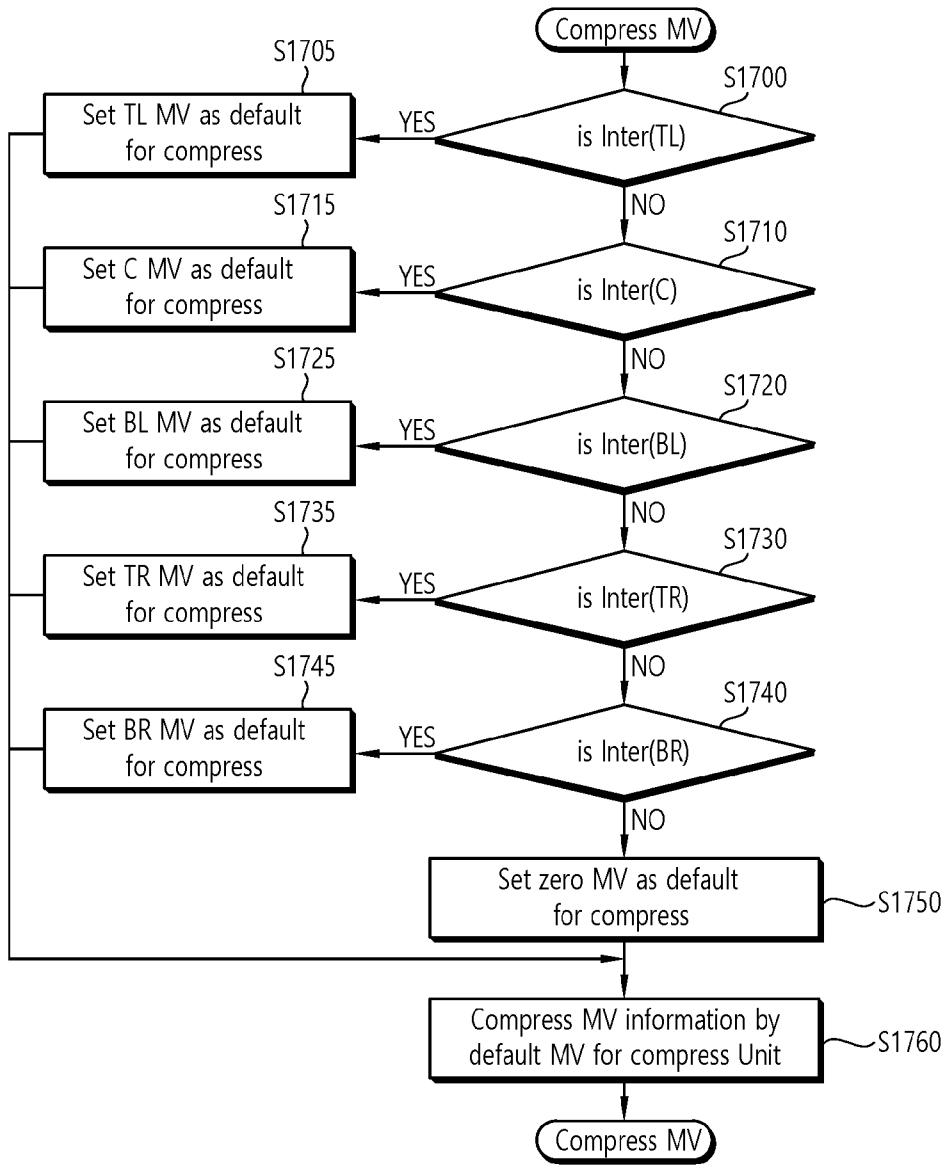 Compress MV
S1705
S1700
Set TL MV as default
for compress
YES
is Inter(TL)
NO
S1715
S1710
Set C MV as default
for compress
YES
is Inter(C)
NO
S1725
S1720
Set BL MV as default
for compress
YES
is Inter(BL)
NO
S1735
S1730
Set TR MV as default
for compress
YES
is Inter(TR)
NO
S1745
S1740
Set BR MV as default
for compress
YES
is Inter(BR)
NO
Set zero MV as default
for compress
S1750
Compress MV information by
default MV for compress Unit
S1760
Compress MV